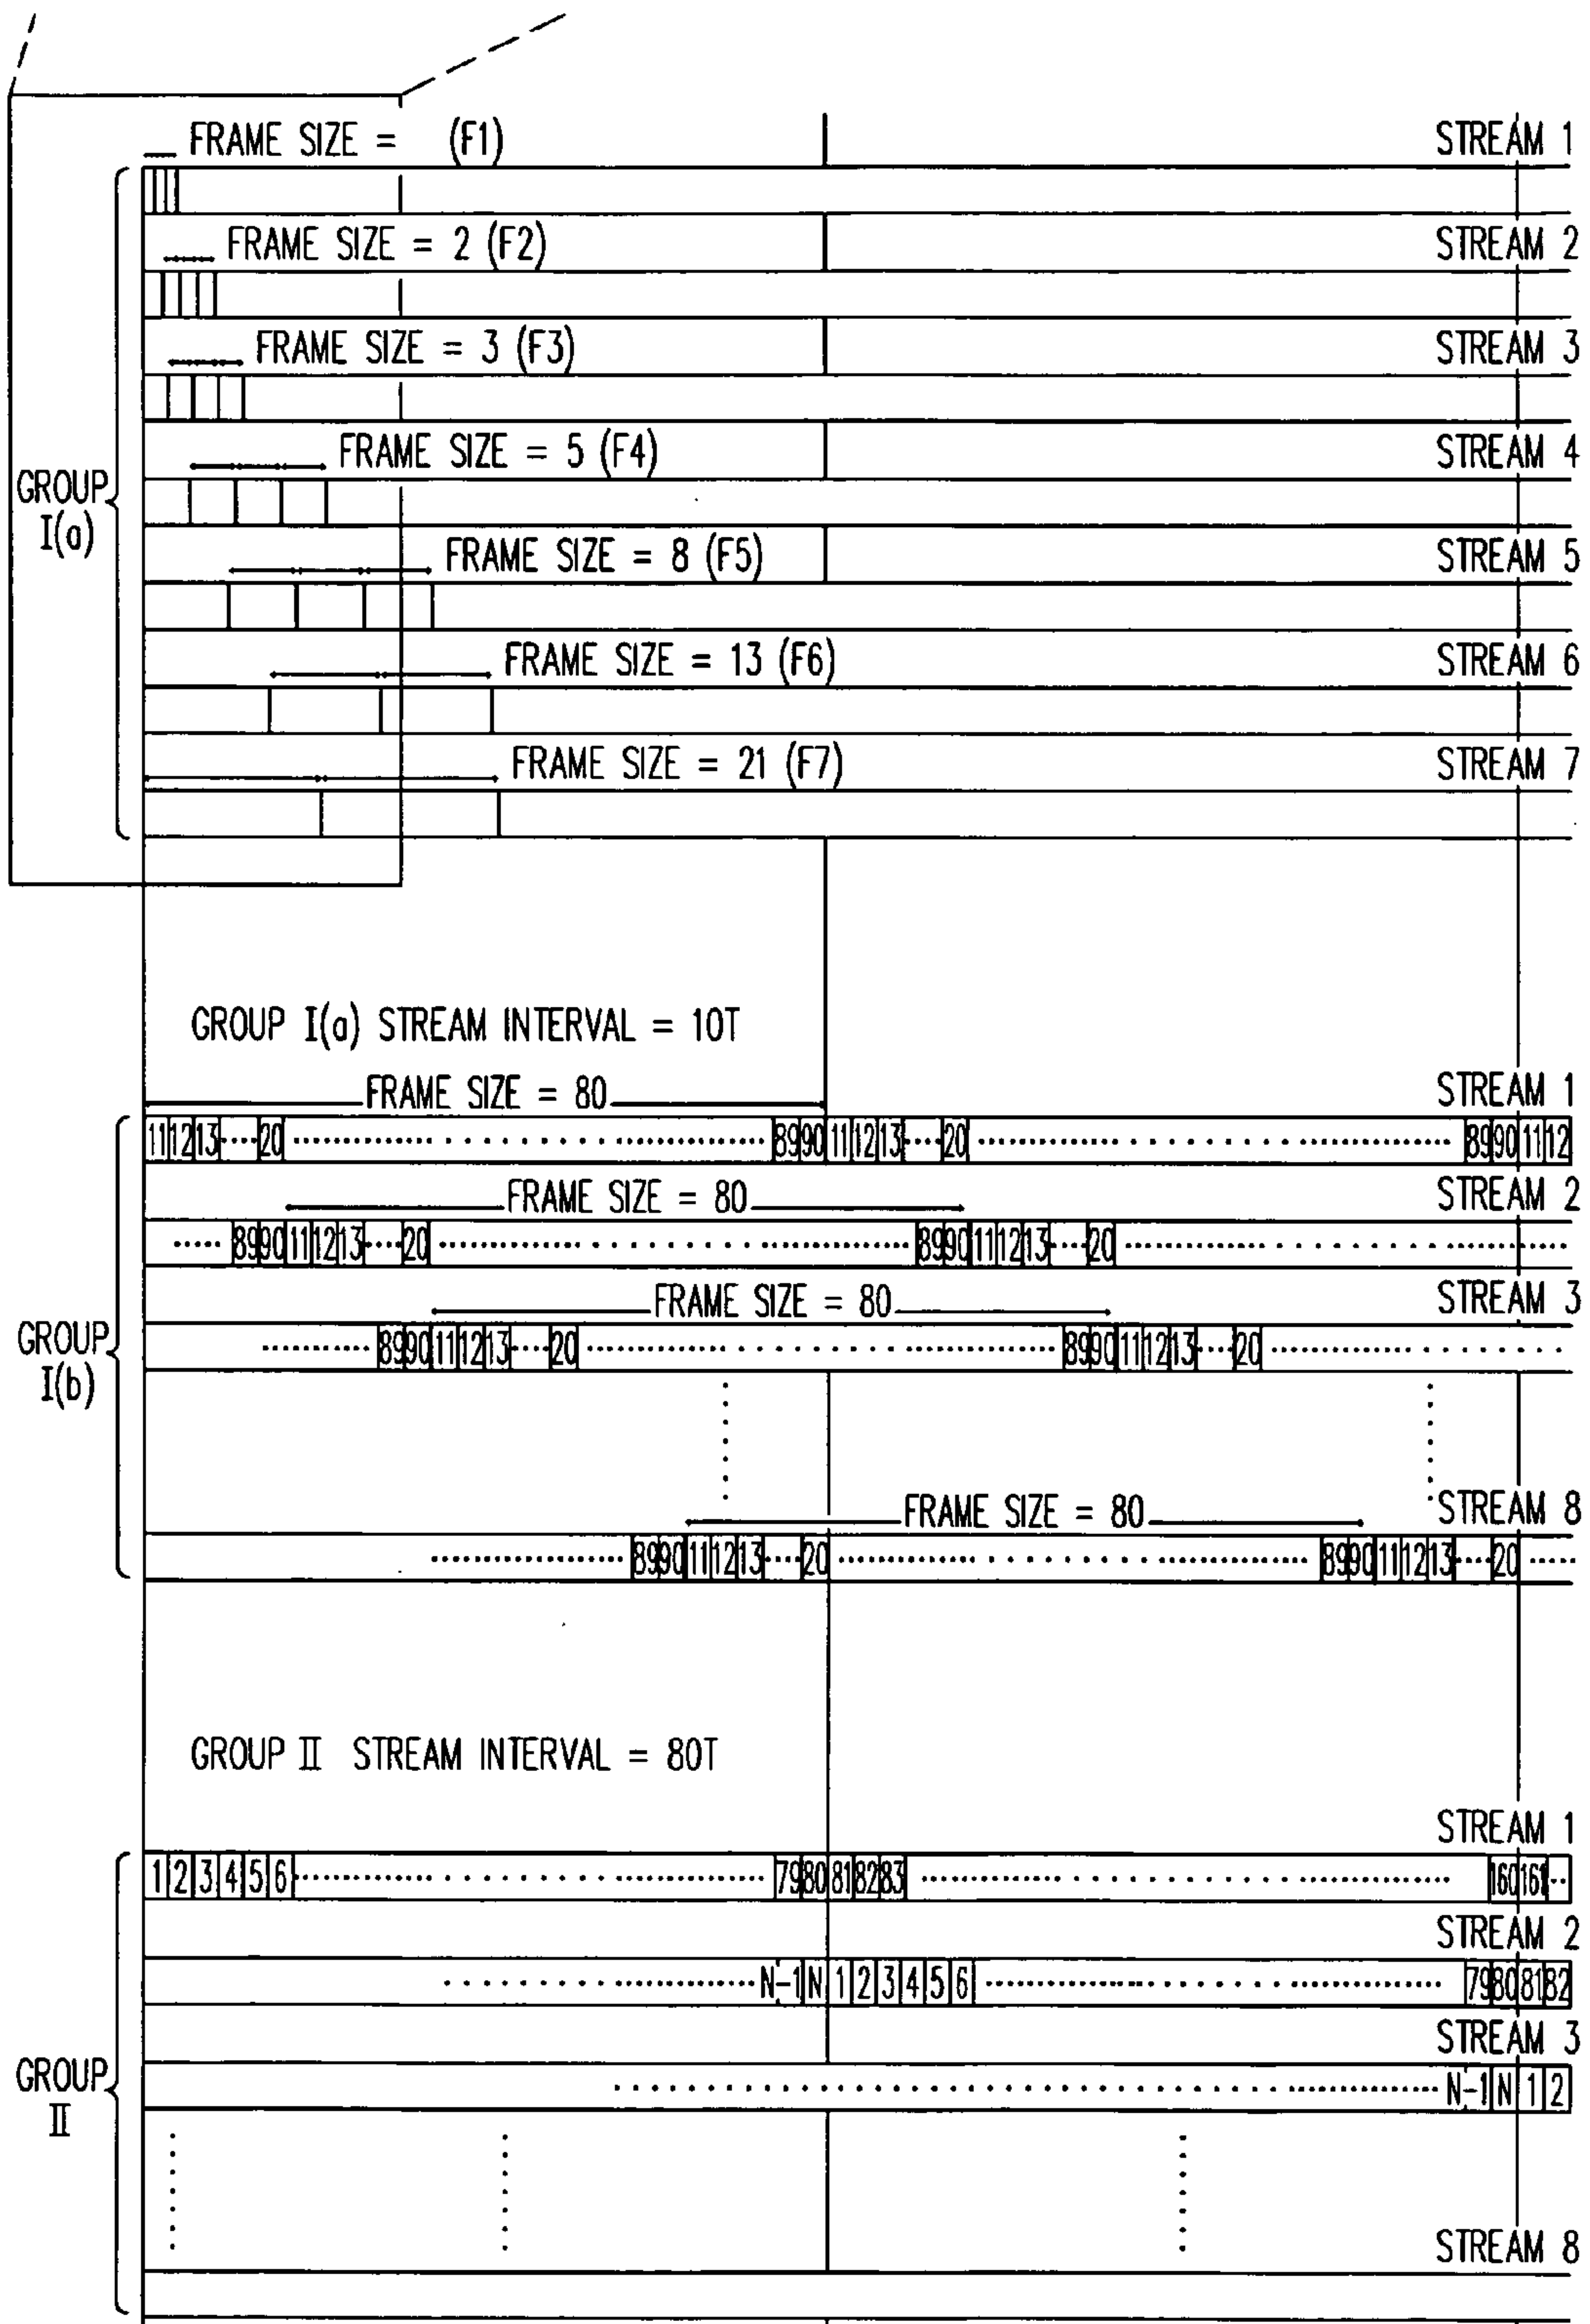 FRAME SIZE = (F1) STREAM 1
FRAME SIZE = 2 (F2) STREAM 2
FRAME SIZE = 3 (F3) STREAM 3
FRAME SIZE = 5 (F4) STREAM 4
GROUP I(a)
FRAME SIZE = 8 (F5) STREAM 5
FRAME SIZE = 13 (F6) STREAM 6
FRAME SIZE = 21 (F7) STREAM 7
GROUP I(a) STREAM INTERVAL = 10T
FRAME SIZE = 80 STREAM 1
11 12 13 20 89 90 11 12 13 20 89 90 11 12
FRAME SIZE = 80 STREAM 2
89 90 11 12 13 20 89 90 11 12 13 20
FRAME SIZE = 80 STREAM 3
GROUP I(b)
89 90 11 12 13 20 89 90 11 12 13 20
FRAME SIZE = 80 STREAM 8
89 90 11 12 13 20 89 90 11 12 13 20
GROUP II STREAM INTERVAL = 80T
STREAM 1
1 2 3 4 5 6 79 80 81 82 83 160 161
STREAM 2
N-1 N 1 2 3 4 5 6 79 80 81 82
STREAM 3
GROUP II
N-1 N 1 2
STREAM 8